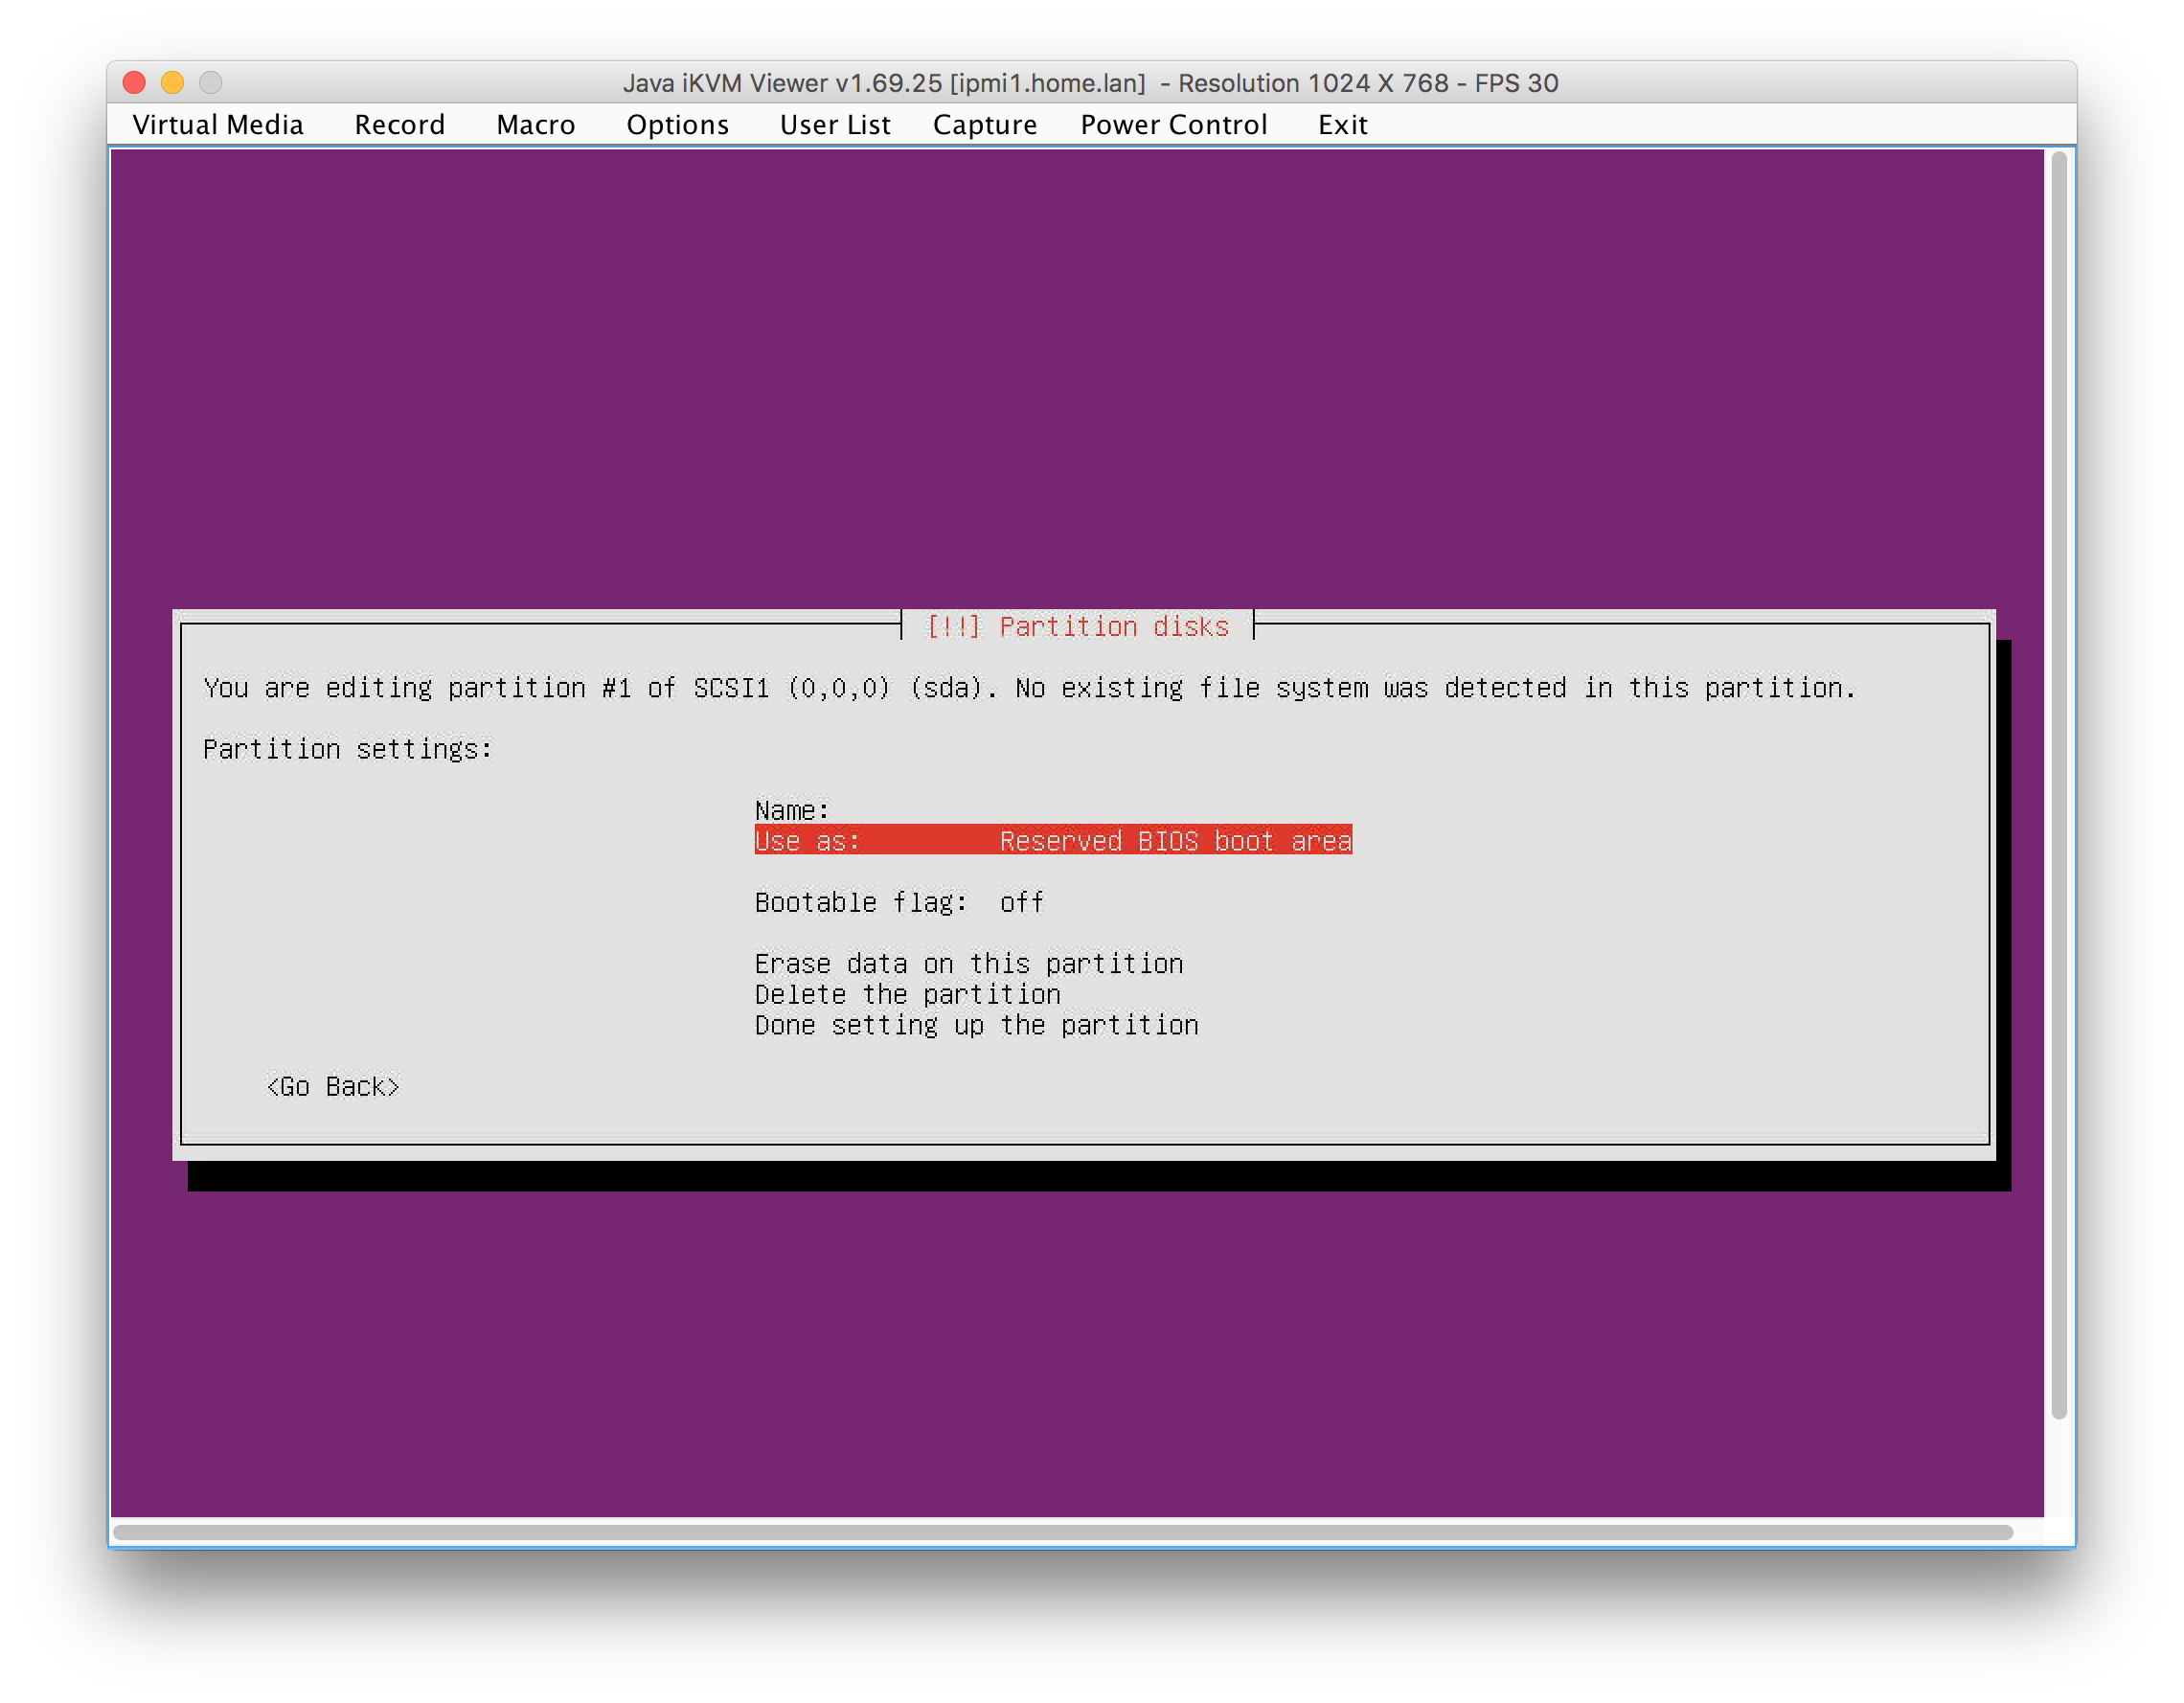 Java iKVM Viewer v1.69.25 [ipmi1.home.lan]  - Resolution 1024 X 768 - FPS 30
Virtual Media Record Macro Options User List Capture Power Control Exit
[!!] Partition disks
You are editing partition #1 of SCSI1 (0,0,0) (sda). No existing file system was detected in this partition.
Partition settings:
Name:
Use as: Reserved BIOS boot area
Bootable flag: off
Erase data on this partition
Delete the partition
Done setting up the partition
<Go Back>